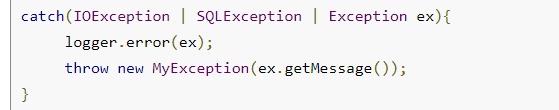 catch(IOException | SQLException | Exception ex){
     logger.error(ex);
     throw new MyException(ex.getMessage());
}